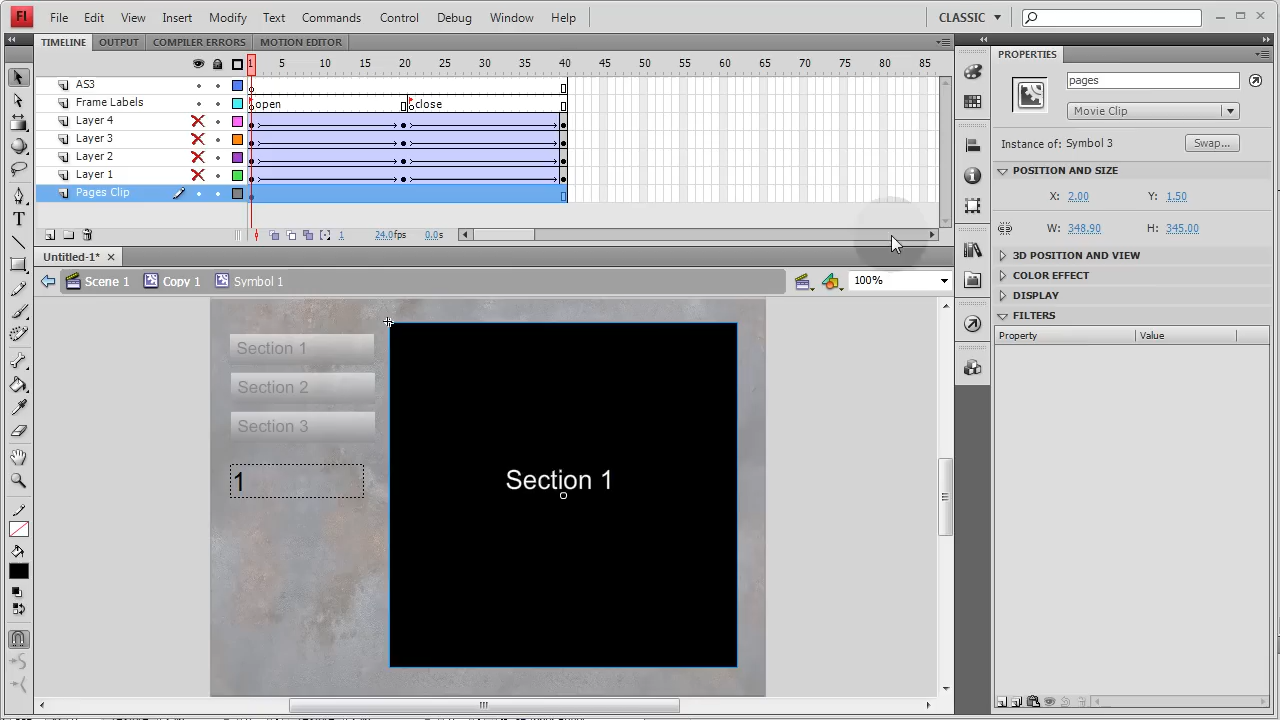 Fl File Edit View Insert Modify Text Commands Control Debug Window Help CLASSIC
TIMELINE OUTPUT COMPILER ERRORS MOTION EDITOR
1 5 10 15 20 25 30 35 40 45 50 55 60 65 70 75 80 85
AS3
Frame Labels open close
Layer 4
Layer 3
Layer 2
Layer 1
Pages Clip
1 24.0fps 0.0s
Untitled-1*
Scene 1 Copy 1 Symbol 1 100%
Section 1
Section 2
Section 3
1
Section 1
PROPERTIES
pages
Movie Clip
Instance of: Symbol 3 Swap...
POSITION AND SIZE
X: 2.00 Y: 1.50
W: 348.90 H: 345.00
3D POSITION AND VIEW
COLOR EFFECT
DISPLAY
FILTERS
Property Value